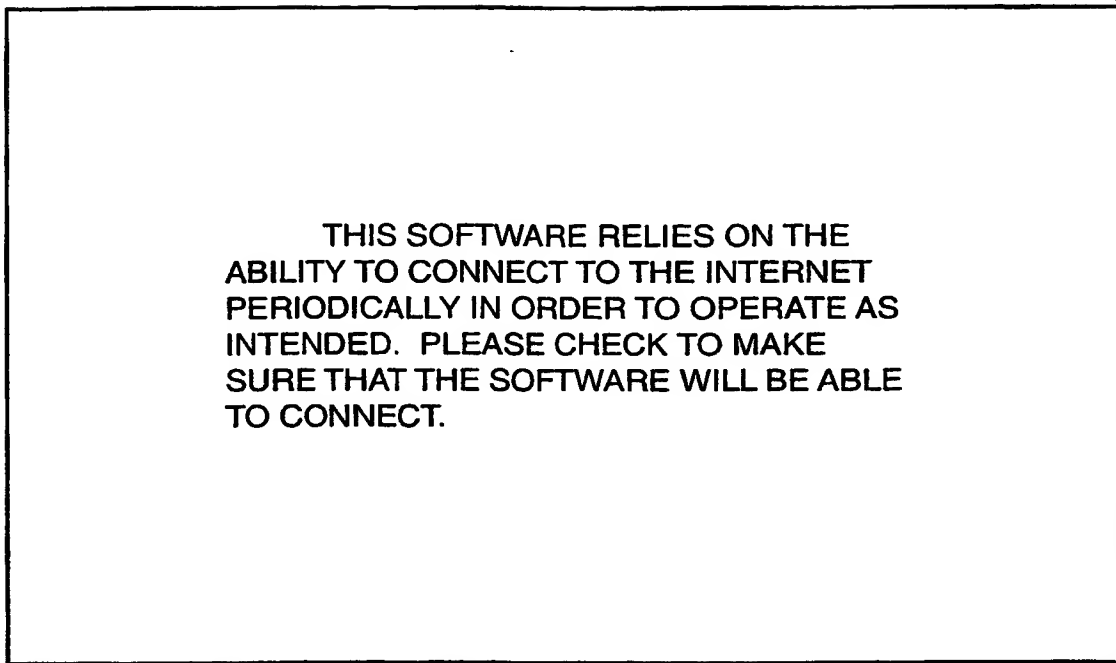 THIS SOFTWARE RELIES ON THE
ABILITY TO CONNECT TO THE INTERNET
PERIODICALLY IN ORDER TO OPERATE AS
INTENDED. PLEASE CHECK TO MAKE
SURE THAT THE SOFTWARE WILL BE ABLE
TO CONNECT.